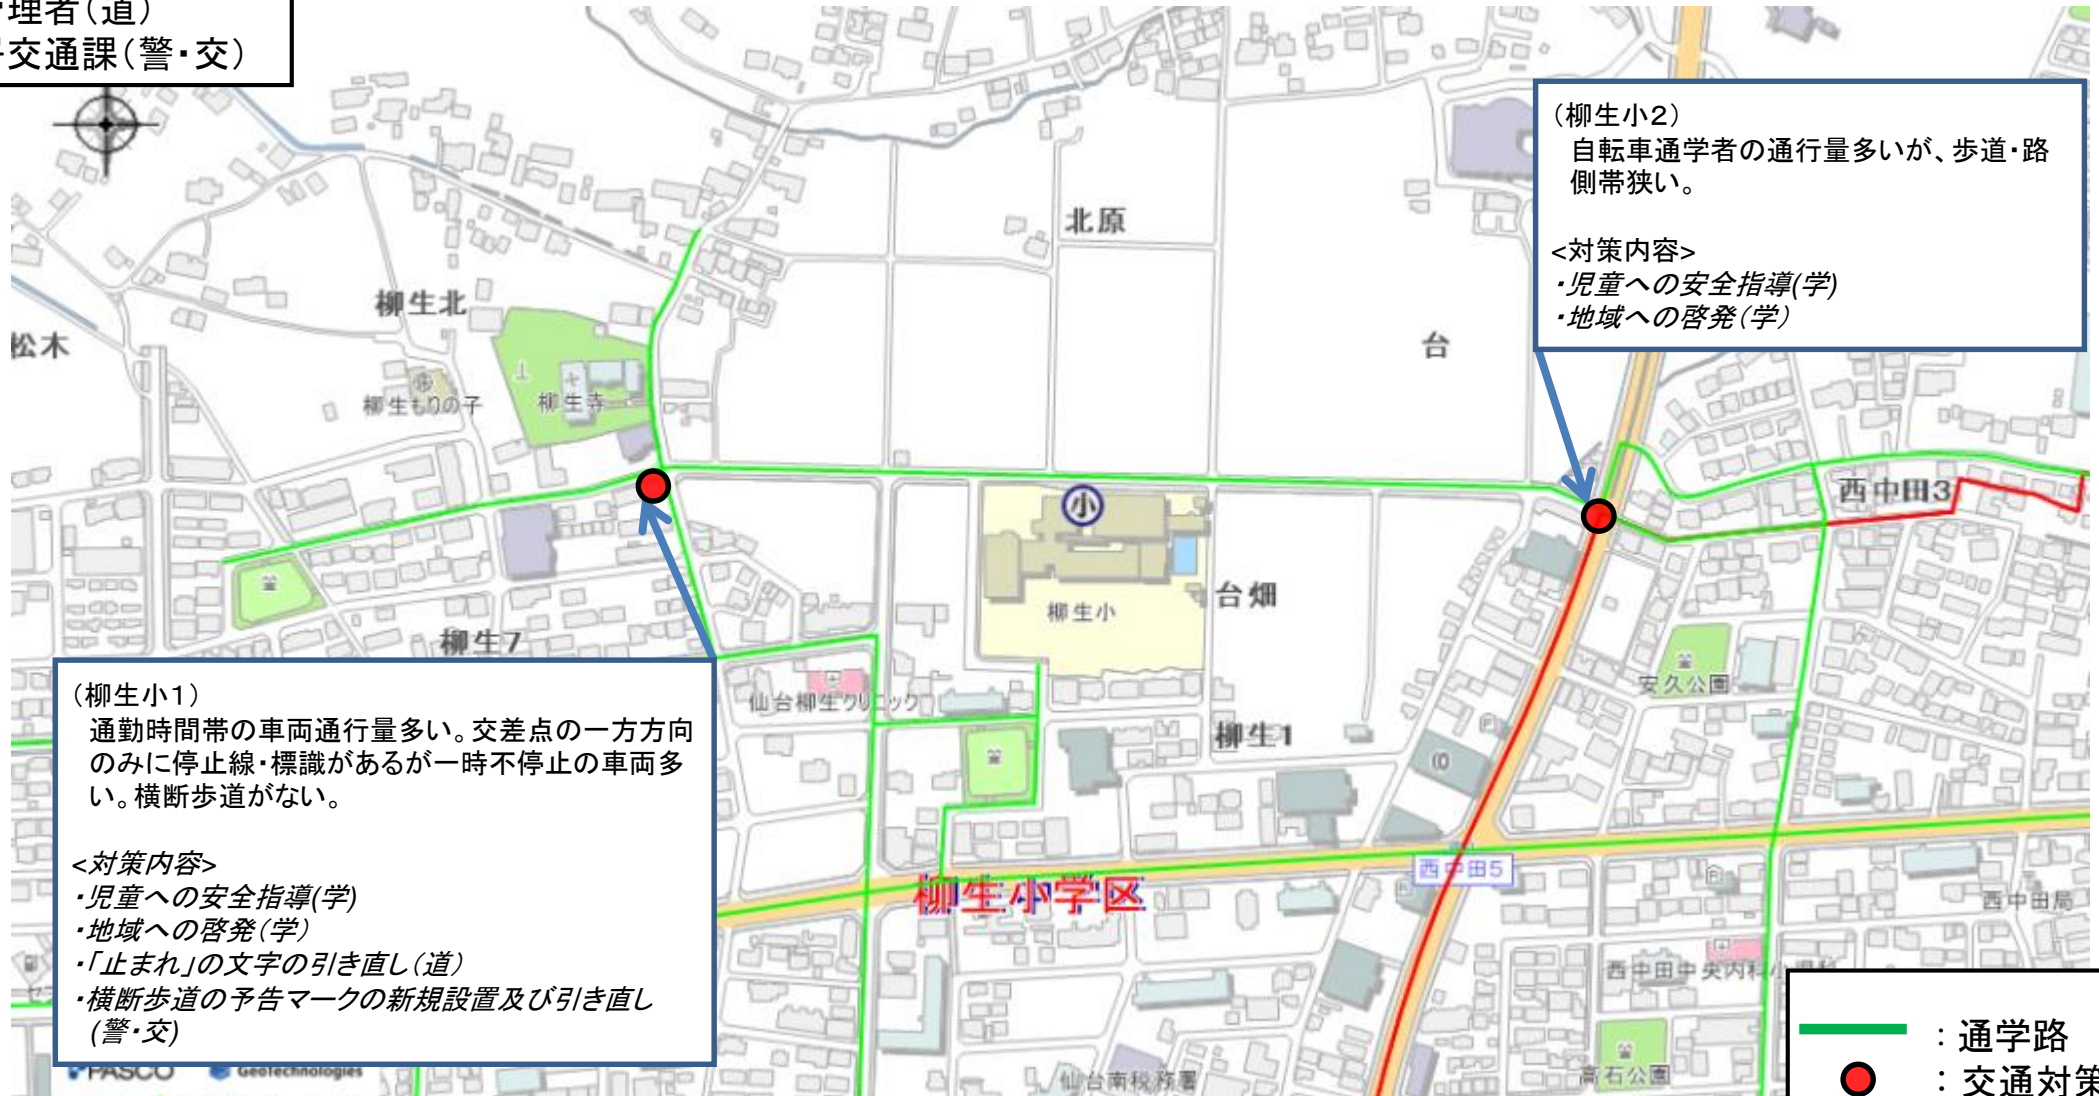 理者（道）
交通課（警・交）
（柳生小２）
自転車通学者の通行量多いが、歩道・路
側帯狭い。
<対策内容>
・児童への安全指導(学)
・地域への啓発（学）
北原
柳生北
松木
台
柳生もりの子
柳生寺
西中田3
小
柳生小
台畑
柳生7
仙台柳生クリニック
安久公園
柳生1
（柳生小１）
通勤時間帯の車両通行量多い。交差点の一方方向
のみに停止線・標識があるが一時不停止の車両多
い。横断歩道がない。
<対策内容>
・児童への安全指導(学)
・地域への啓発（学）
・「止まれ」の文字の引き直し（道）
・横断歩道の予告マークの新規設置及び引き直し
(警・交)
西中田5
柳生小学区
西中田局
西中田中央内科小児科
仙台南税務署
高石公園
PASCO
Geotechnologies
：通学路
：交通対策